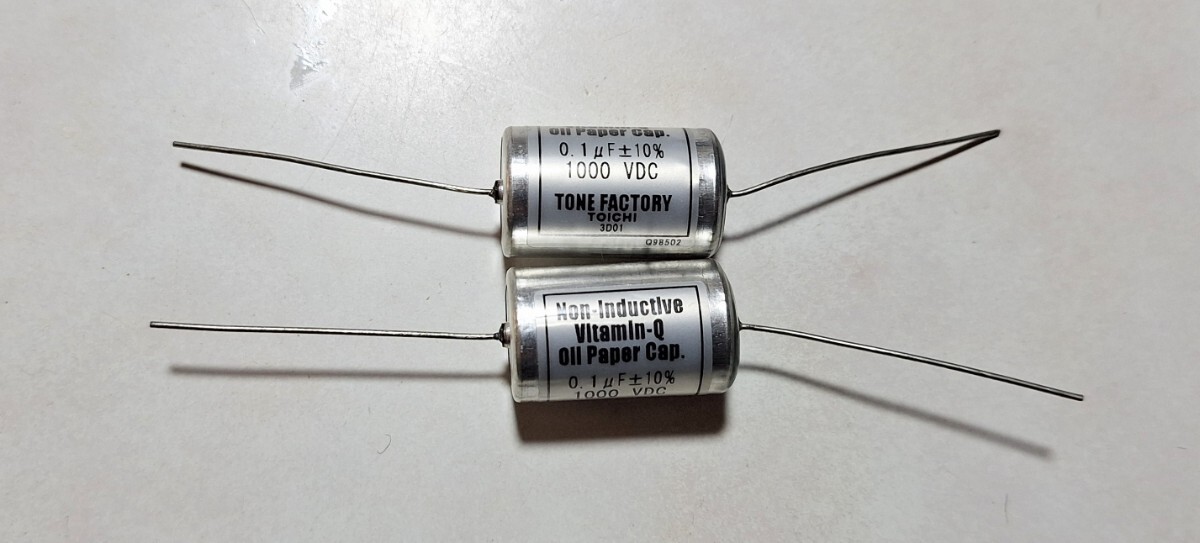 Oil Paper Cap.
0.1μF±10%
1000 VDC
TONE FACTORY
TOICHI
3D01
Q98502
Non-Inductive
Vitamin-Q
Oil Paper Cap.
0.1μF±10%
1000 VDC